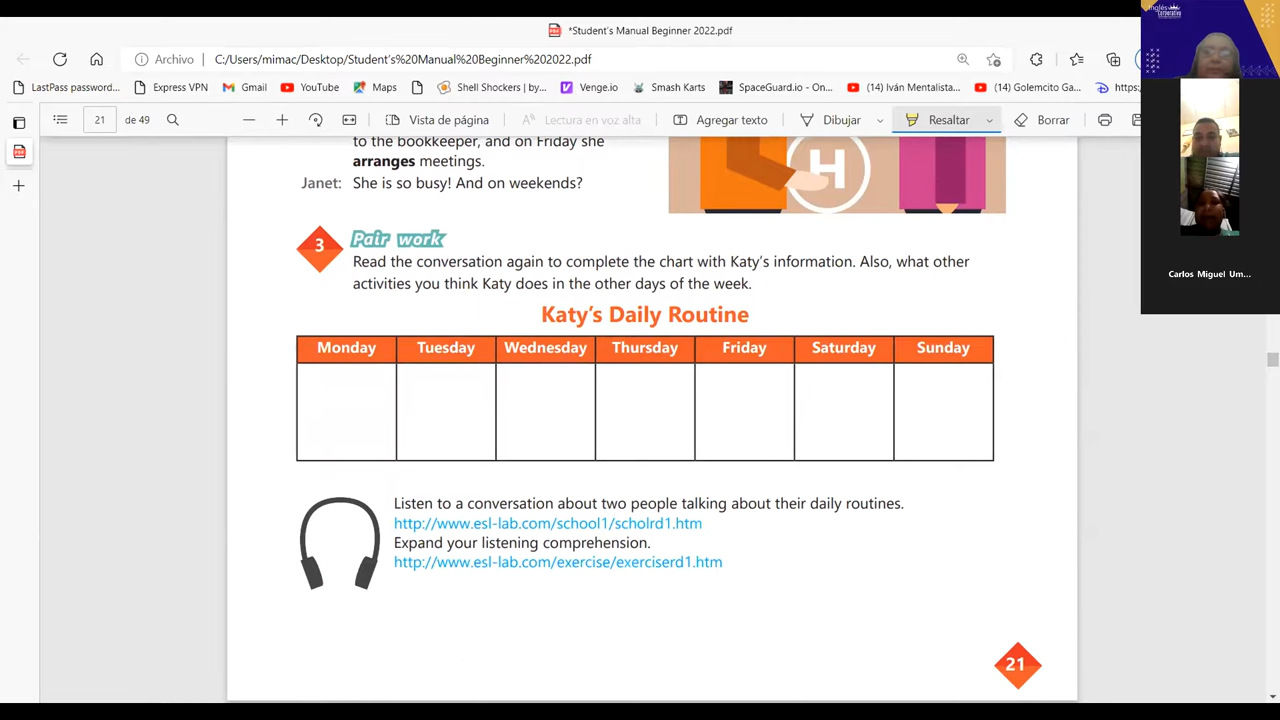 *Student's Manual Beginner 2022.pdf
Archivo C:/Users/mimac/Desktop/Student's%20Manual%20Beginner%202022.pdf
LastPass password... Express VPN Gmail YouTube Maps Shell Shockers | by... Venge.io Smash Karts SpaceGuard.io - On... (14) Iván Mentalista... (14) Golemcito Ga... https:
21 de 49 Vista de página Lectura en voz alta Agregar texto Dibujar Resaltar Borrar
to the bookkeeper, and on Friday she
arranges meetings.
Janet: She is so busy! And on weekends?
H
3 Pair work
Read the conversation again to complete the chart with Katy's information. Also, what other
activities you think Katy does in the other days of the week.
Katy's Daily Routine
Monday Tuesday Wednesday Thursday Friday Saturday Sunday
Listen to a conversation about two people talking about their daily routines.
http://www.esl-lab.com/school1/scholrd1.htm
Expand your listening comprehension.
http://www.esl-lab.com/exercise/exerciserd1.htm
21
Inglés
Corporativo
Carlos Miguel Um...